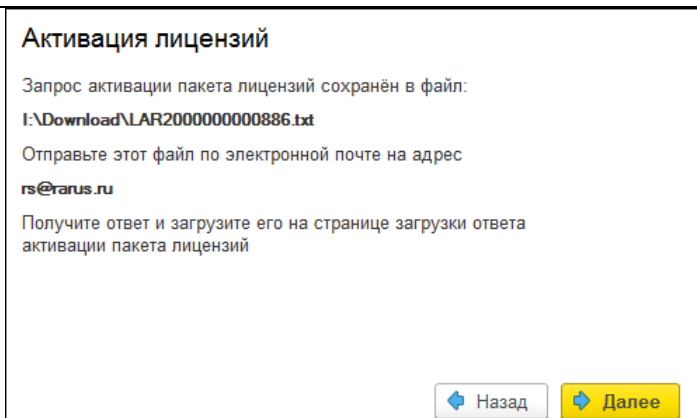 Активация лицензий
Запрос активации пакета лицензий сохранён в файл:
I:\Download\LAR2000000000886.txt
Отправьте этот файл по электронной почте на адрес
rs@rarus.ru
Получите ответ и загрузите его на странице загрузки ответа
активации пакета лицензий
Назад Далее